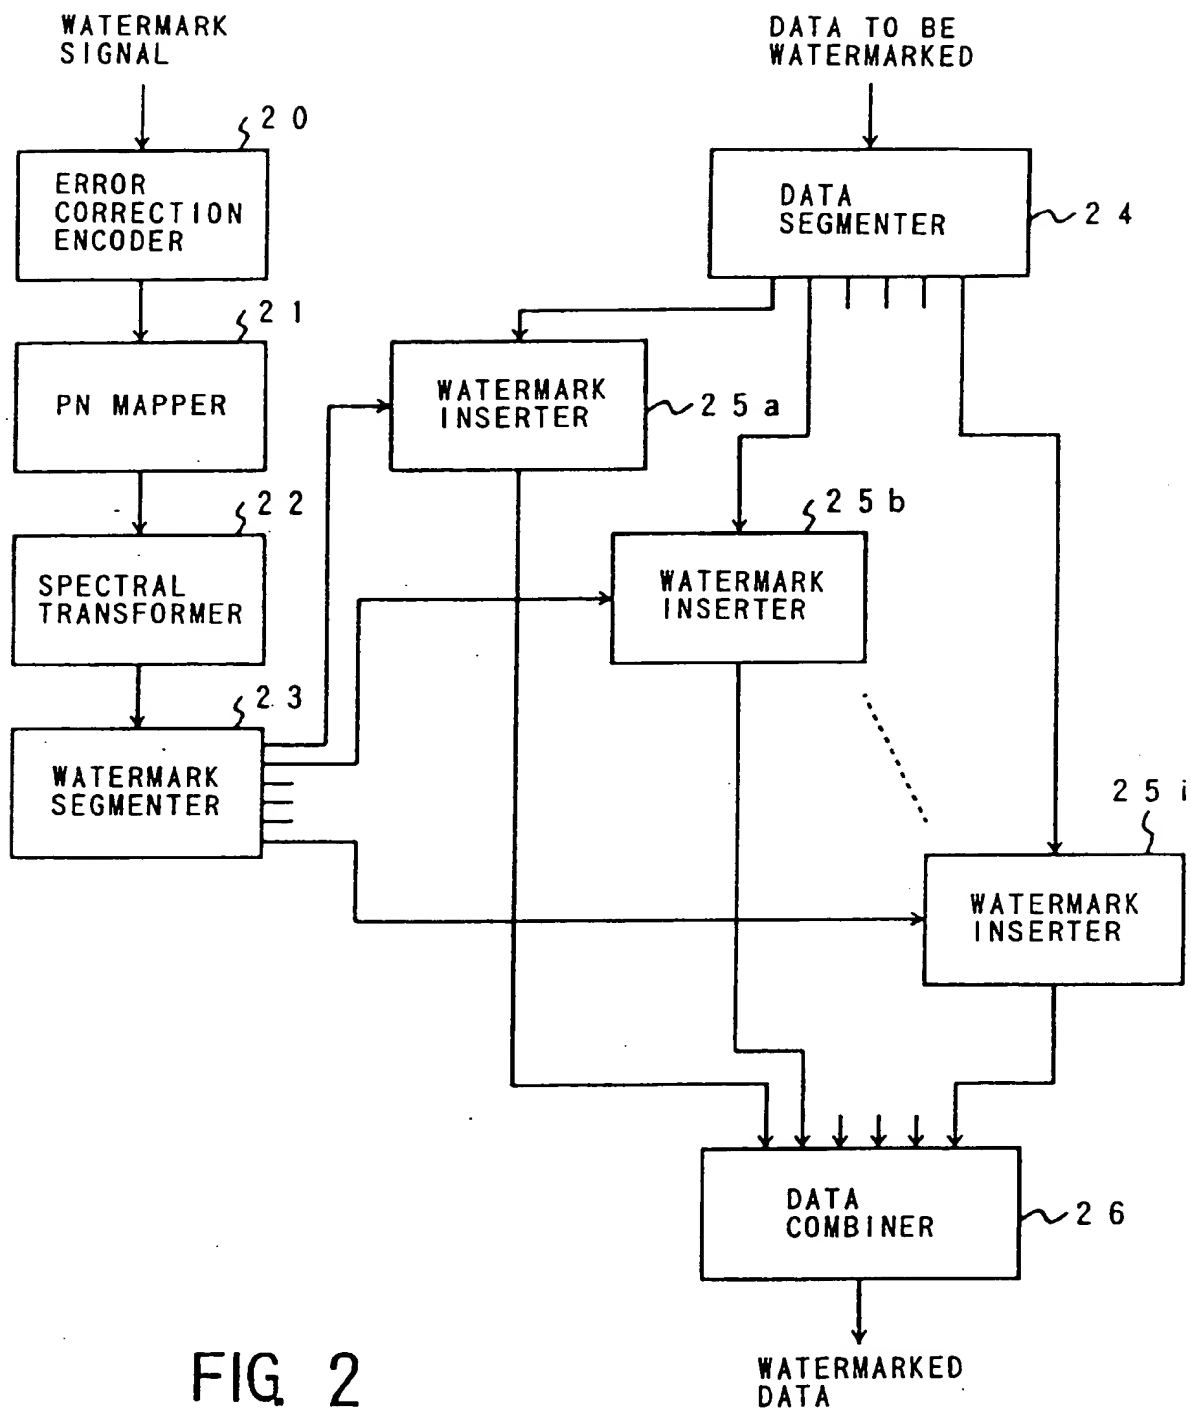 WATERMARK
SIGNAL
DATA TO BE
WATERMARKED
20
ERROR
CORRECTION
ENCODER
DATA
SEGMENTER
24
21
PN MAPPER
WATERMARK
INSERTER
25a
22
SPECTRAL
TRANSFORMER
25b
WATERMARK
INSERTER
23
WATERMARK
SEGMENTER
25i
WATERMARK
INSERTER
DATA
COMBINER
26
WATERMARKED
DATA
FIG. 2